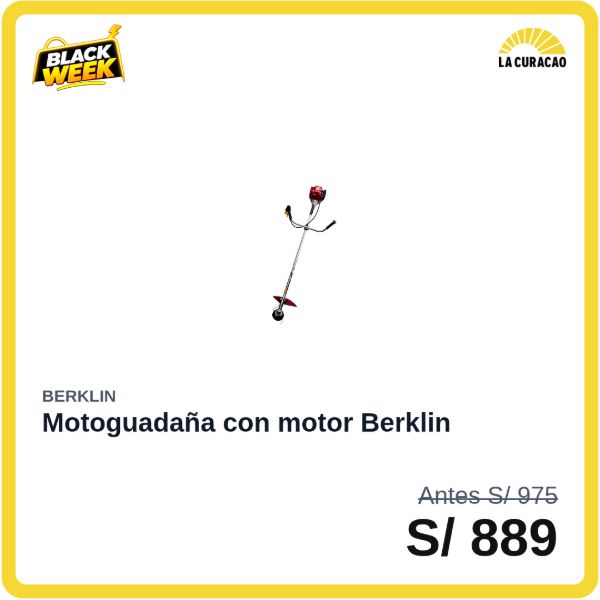 BLACK
WEEK
LA CURACAO
BERKLIN
Motoguadaña con motor Berklin
Antes S/ 975
S/ 889